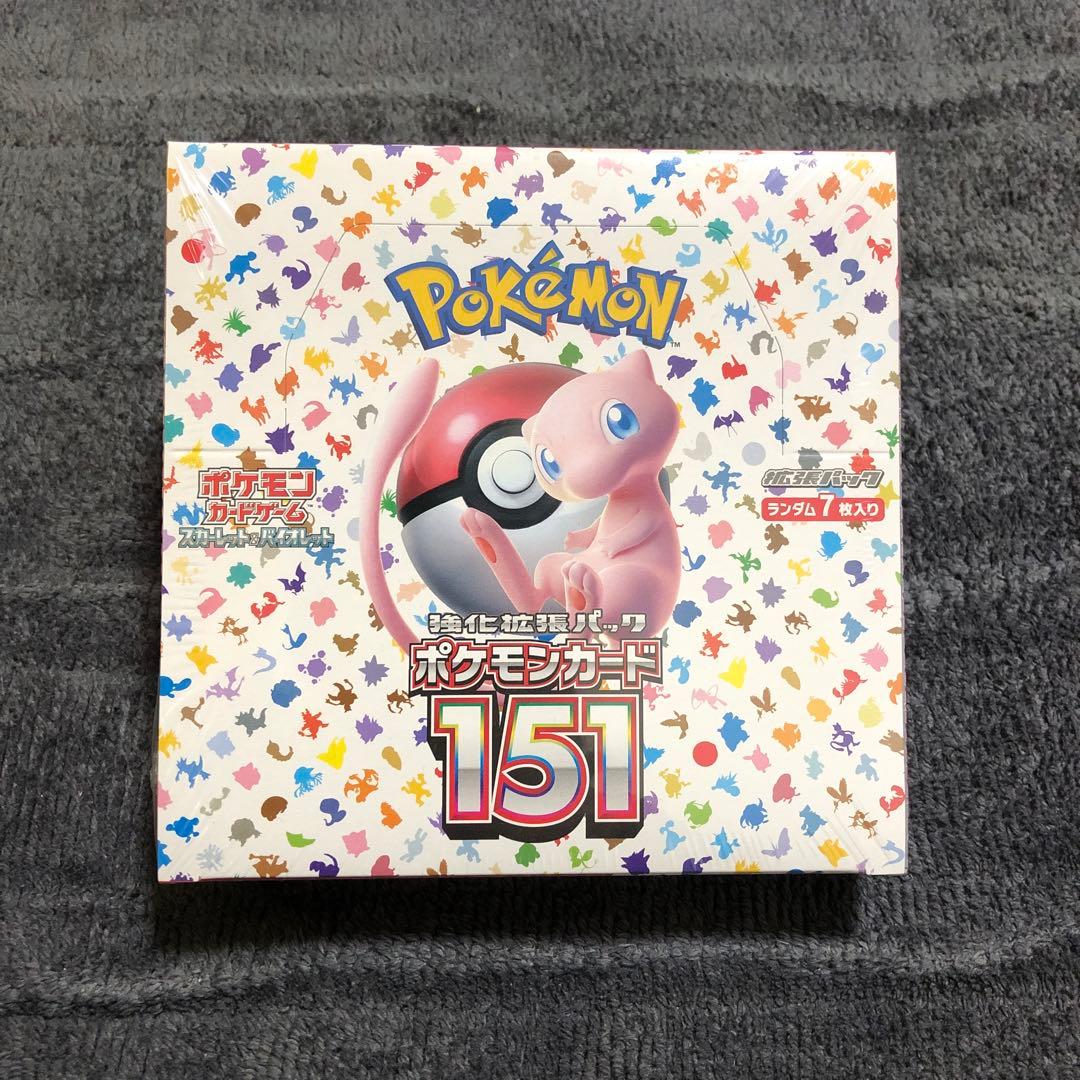 POKéMON
TM
ポケモン
カードゲーム
スカーレット&バイオレット
拡張パック
ランダム7枚入り
強化拡張パック
ポケモンカード
151